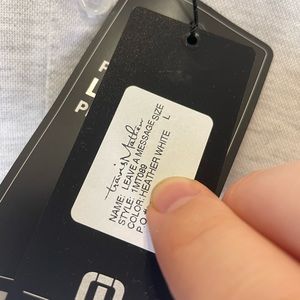 travisMathew
NAME: LEAVE A MESSAGE SIZE
STYLE: 1MT089 L
COLOR: HEATHER WHITE
P.O.